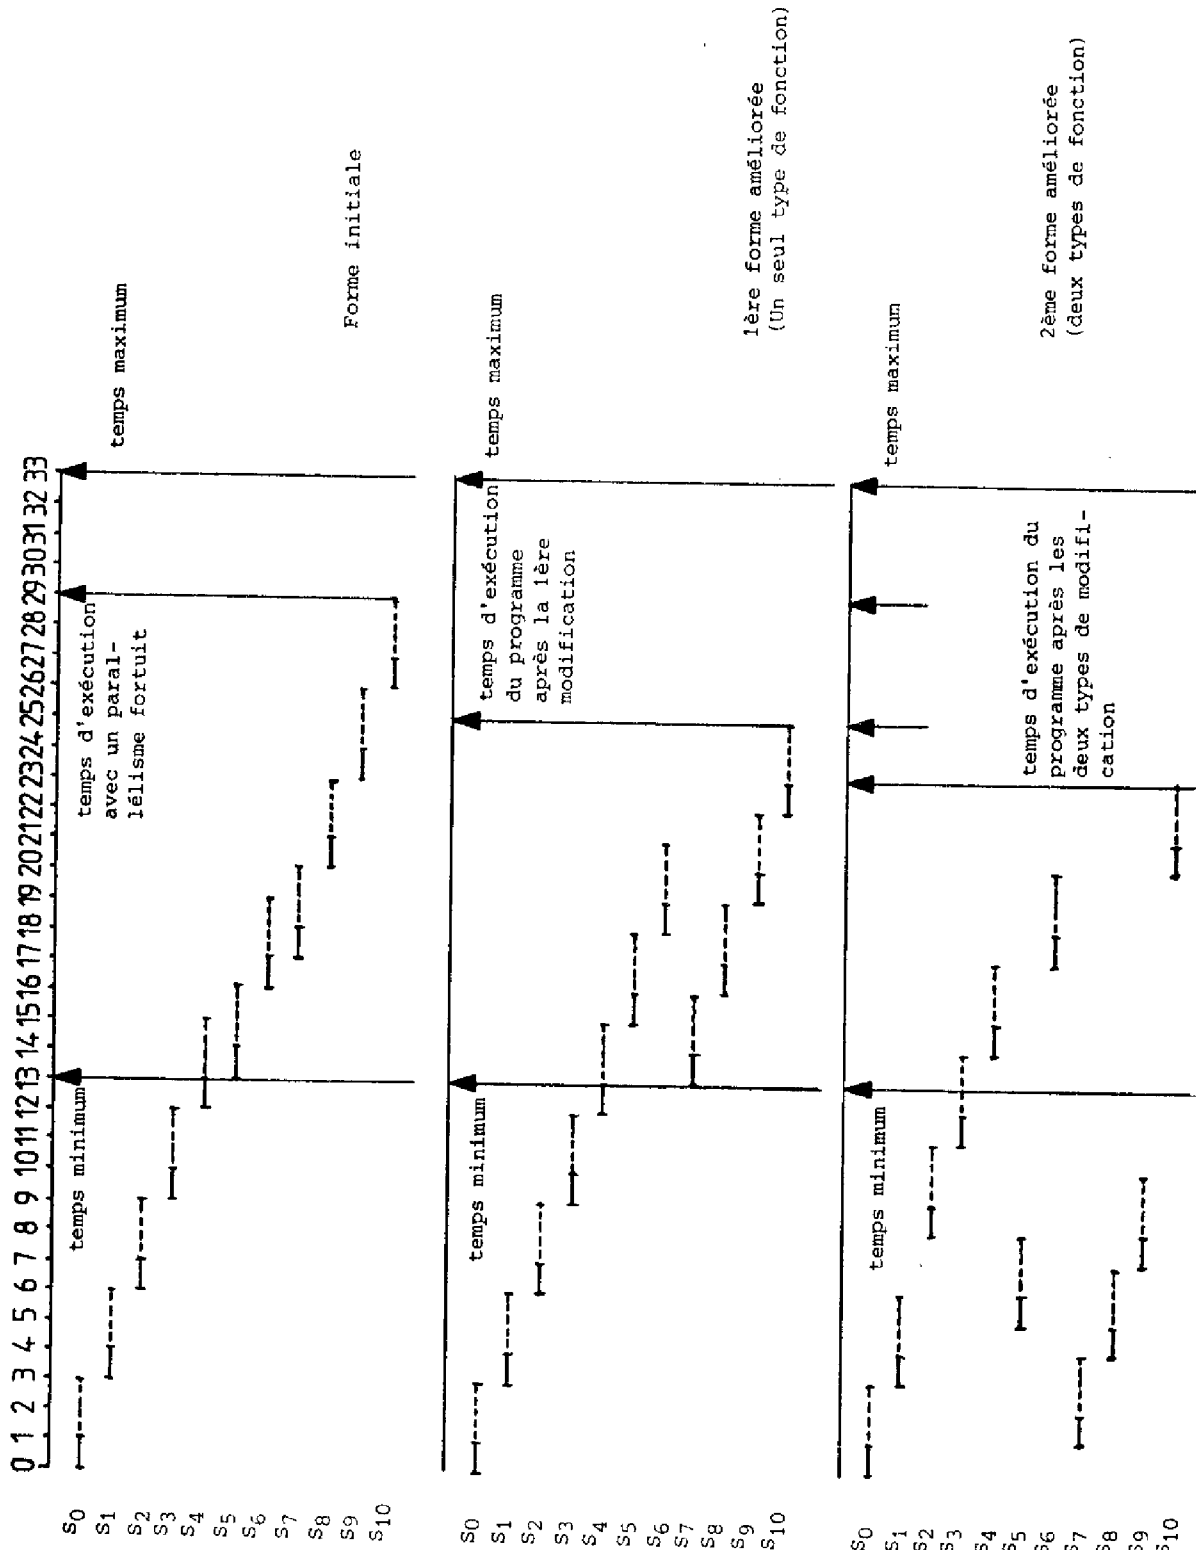 0 1 2 3 4 5 6 7 8 9 10 11 12 13 14 15 16 17 18 19 20 21 22 23 24 25 26 27 28 29 30 31 32 33
temps minimum
temps d'exécution
avec un paral-
lélisme fortuit
temps maximum
Forme initiale
S0
S1
S2
S3
S4
S5
S6
S7
S8
S9
S10
temps minimum
temps d'exécution
du programme
après la 1ère
modification
temps maximum
1ère forme améliorée
(Un seul type de fonction)
S0
S1
S2
S3
S4
S5
S6
S7
S8
S9
S10
temps minimum
temps d'exécution du
programme après les
deux types de modifi-
cation
temps maximum
2ème forme améliorée
(deux types de fonction)
S0
S1
S2
S3
S4
S5
S6
S7
S8
S9
S10